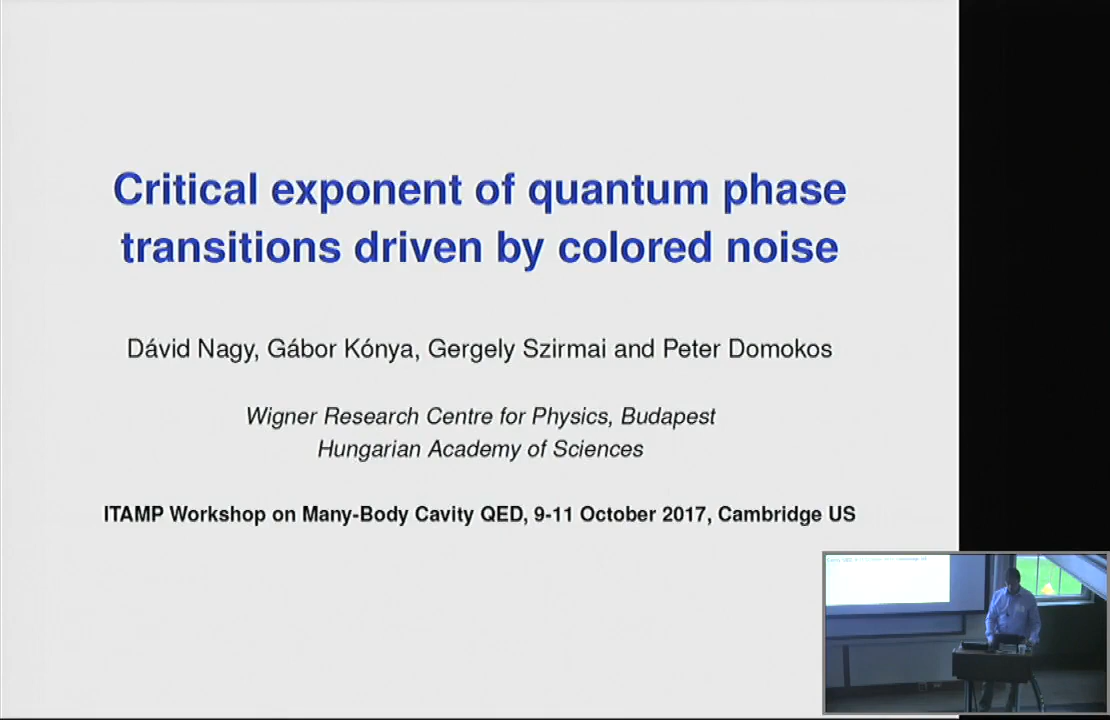 Critical exponent of quantum phase
transitions driven by colored noise
Dávid Nagy, Gábor Kónya, Gergely Szirmai and Peter Domokos
Wigner Research Centre for Physics, Budapest
Hungarian Academy of Sciences
ITAMP Workshop on Many-Body Cavity QED, 9-11 October 2017, Cambridge US